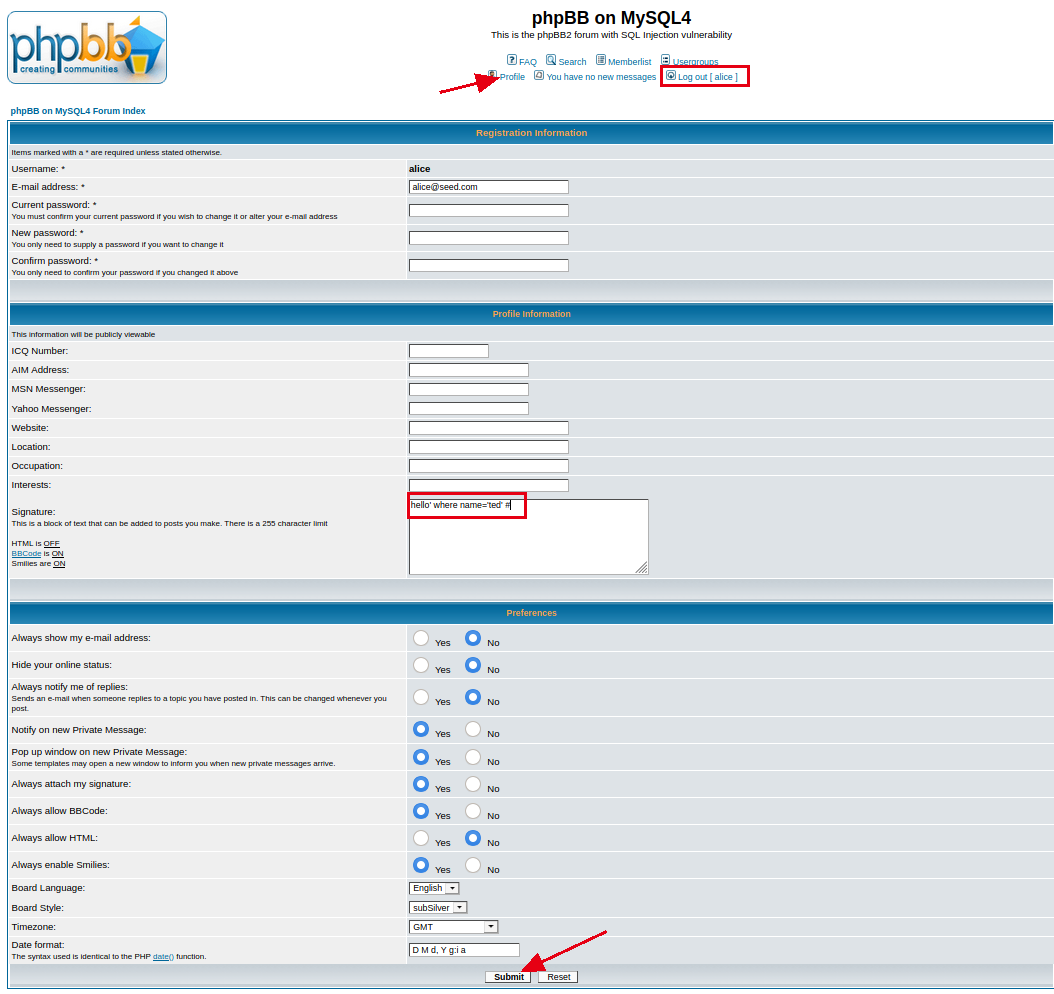 phpBB on MySQL4
This is the phpBB2 forum with SQL Injection vulnerability
phpbb
creating communities
FAQ Search Memberlist Usergroups
Profile You have no new messages Log out [ alice ]
phpBB on MySQL4 Forum Index
Registration Information
Items marked with a * are required unless stated otherwise.
Username: * alice
E-mail address: * alice@seed.com
Current password: *
You must confirm your current password if you wish to change it or alter your e-mail address
New password: *
You only need to supply a password if you want to change it
Confirm password: *
You only need to confirm your password if you changed it above
Profile Information
This information will be publicly viewable
ICQ Number:
AIM Address:
MSN Messenger:
Yahoo Messenger:
Website:
Location:
Occupation:
Interests:
hello' where name='ted' #
Signature:
This is a block of text that can be added to posts you make. There is a 255 character limit
HTML is OFF
BBCode is ON
Smilies are ON
Preferences
Always show my e-mail address: Yes No
Hide your online status: Yes No
Always notify me of replies:
Sends an e-mail when someone replies to a topic you have posted in. This can be changed whenever you
post.
Yes No
Notify on new Private Message: Yes No
Pop up window on new Private Message:
Some templates may open a new window to inform you when new private messages arrive.
Yes No
Always attach my signature: Yes No
Always allow BBCode: Yes No
Always allow HTML: Yes No
Always enable Smilies: Yes No
Board Language: English
Board Style: subSilver
Timezone: GMT
Date format:
The syntax used is identical to the PHP date() function.
D M d, Y g:i a
Submit Reset